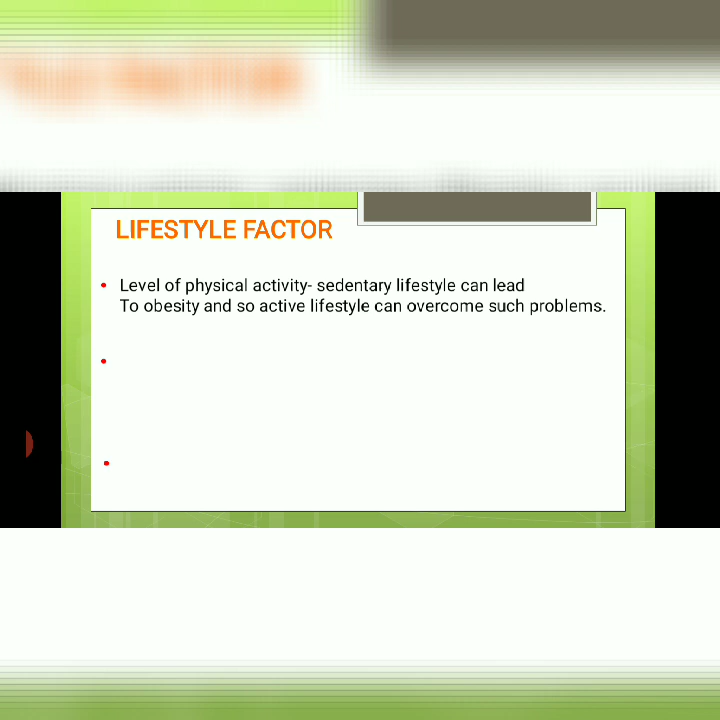 LIFESTYLE FACTOR
Level of physical activity- sedentary lifestyle can lead
To obesity and so active lifestyle can overcome such problems.